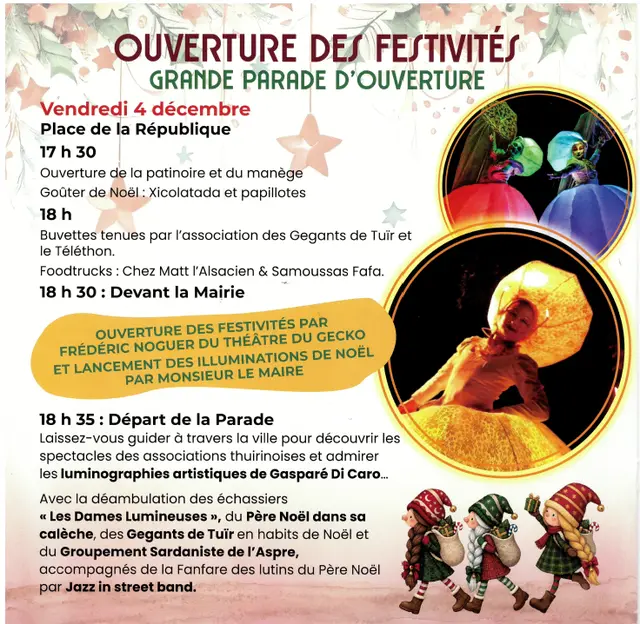 OUVERTURE DES FESTIVITÉS
GRANDE PARADE D'OUVERTURE
Vendredi 4 décembre
Place de la République
17 h 30
Ouverture de la patinoire et du manège
Goûter de Noël : Xicolatada et papillotes
18 h
Buvettes tenues par l'association des Gegants de Tuïr et
le Téléthon.
Foodtrucks : Chez Matt l'Alsacien & Samoussas Fafa.
18 h 30 : Devant la Mairie
OUVERTURE DES FESTIVITÉS PAR
FRÉDÉRIC NOGUER DU THÉÂTRE DU GECKO
ET LANCEMENT DES ILLUMINATIONS DE NOËL
PAR MONSIEUR LE MAIRE
18 h 35 : Départ de la Parade
Laissez-vous guider à travers la ville pour découvrir les
spectacles des associations thuirinoises et admirer
les luminographies artistiques de Gasparé Di Caro...
Avec la déambulation des échassiers
« Les Dames Lumineuses », du Père Noël dans sa
calèche, des Gegants de Tuïr en habits de Noël et
du Groupement Sardaniste de l'Aspre,
accompagnés de la Fanfare des lutins du Père Noël
par Jazz in street band.